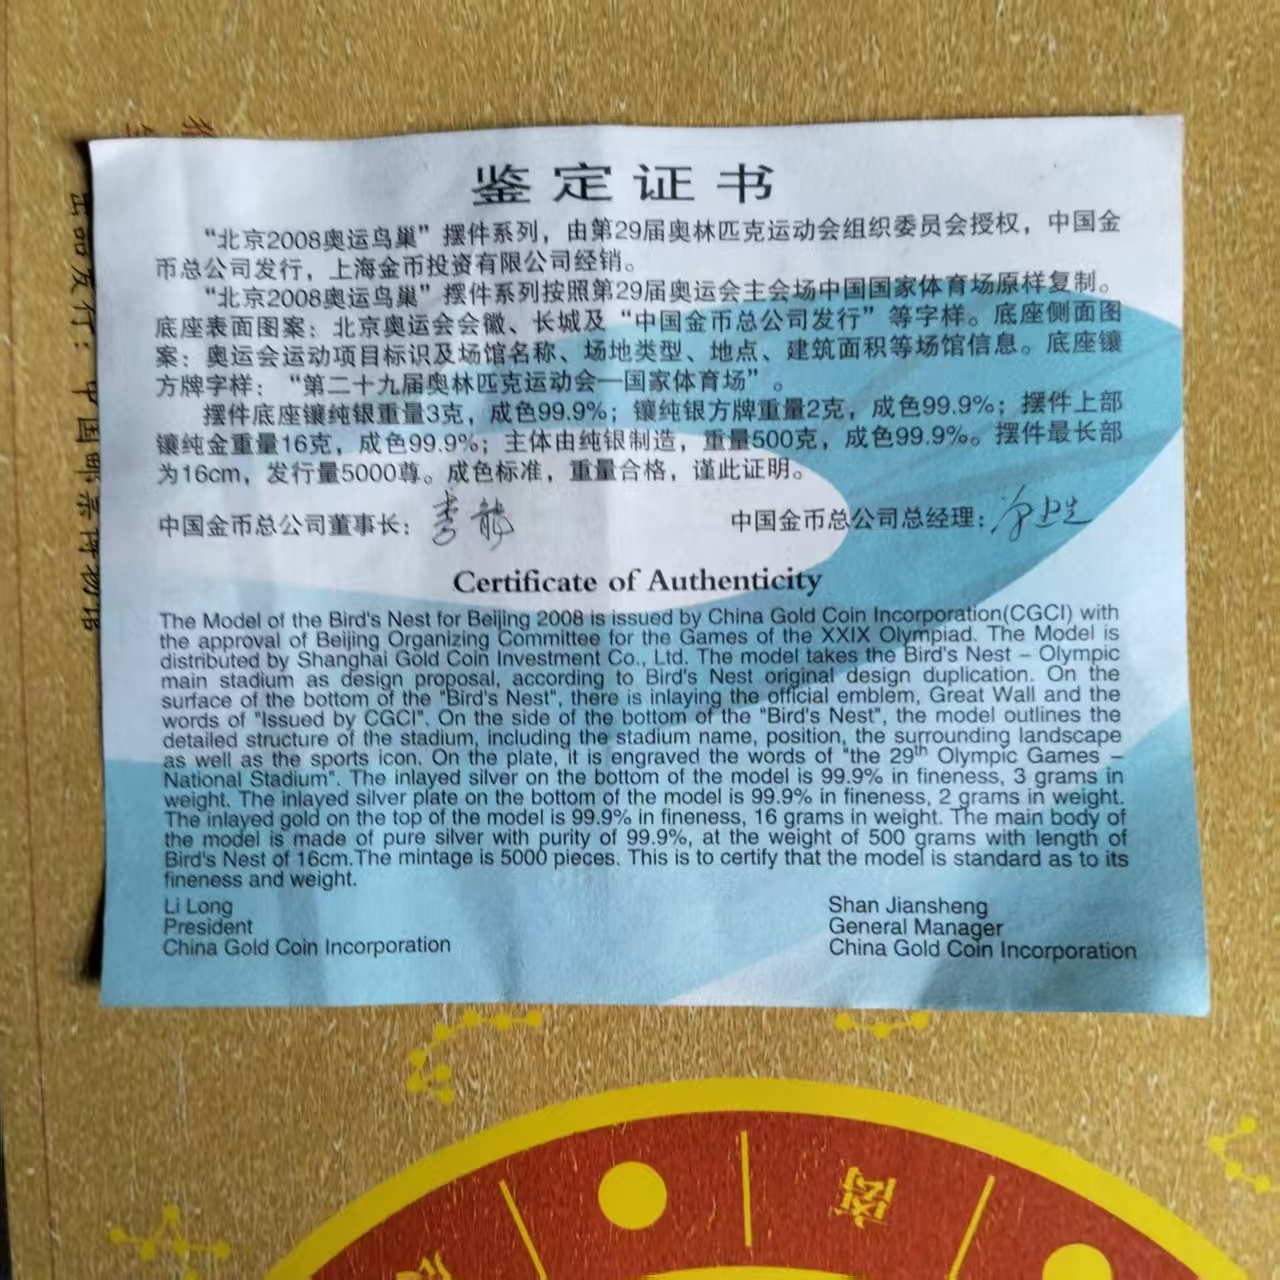 鉴定证书
“北京2008奥运鸟巢”摆件系列，由第29届奥林匹克运动会组织委员会授权，中国金
币总公司发行，上海金币投资有限公司经销。
“北京2008奥运鸟巢”摆件系列按照第29届奥运会主会场中国国家体育场原样复制。
底座表面图案：北京奥运会会徽、长城及“中国金币总公司发行”等字样。底座侧面图
案：奥运会运动项目标识及场馆名称、场地类型、地点、建筑面积等场馆信息。底座镶
方牌字样：“第二十九届奥林匹克运动会—国家体育场”。
摆件底座镶纯银重量3克，成色99.9%；镶纯银方牌重量2克，成色99.9%；摆件上部
镶纯金重量16克，成色99.9%；主体由纯银制造，重量500克，成色99.9%。摆件最长部
为16cm，发行量5000尊。成色标准，重量合格，谨此证明。
中国金币总公司董事长：李龍
中国金币总公司总经理：
Certificate of Authenticity
The Model of the Bird's Nest for Beijing 2008 is issued by China Gold Coin Incorporation(CGCI) with
the approval of Beijing Organizing Committee for the Games of the XXIX Olympiad. The Model is
distributed by Shanghai Gold Coin Investment Co., Ltd. The model takes the Bird's Nest – Olympic
main stadium as design proposal, according to Bird's Nest original design duplication. On the
surface of the bottom of the "Bird's Nest", there is inlaying the official emblem, Great Wall and the
words of "Issued by CGCI". On the side of the bottom of the "Bird's Nest", the model outlines the
detailed structure of the stadium, including the stadium name, position, the surrounding landscape
as well as the sports icon. On the plate, it is engraved the words of "the 29th Olympic Games –
National Stadium". The inlayed silver on the bottom of the model is 99.9% in fineness, 3 grams in
weight. The inlayed silver plate on the bottom of the model is 99.9% in fineness, 2 grams in weight.
The inlayed gold on the top of the model is 99.9% in fineness, 16 grams in weight. The main body of
the model is made of pure silver with purity of 99.9%, at the weight of 500 grams with length of
Bird's Nest of 16cm.The mintage is 5000 pieces. This is to certify that the model is standard as to its
fineness and weight.
Li Long
President
China Gold Coin Incorporation
Shan Jiansheng
General Manager
China Gold Coin Incorporation
出品发行：中国邮票博物馆